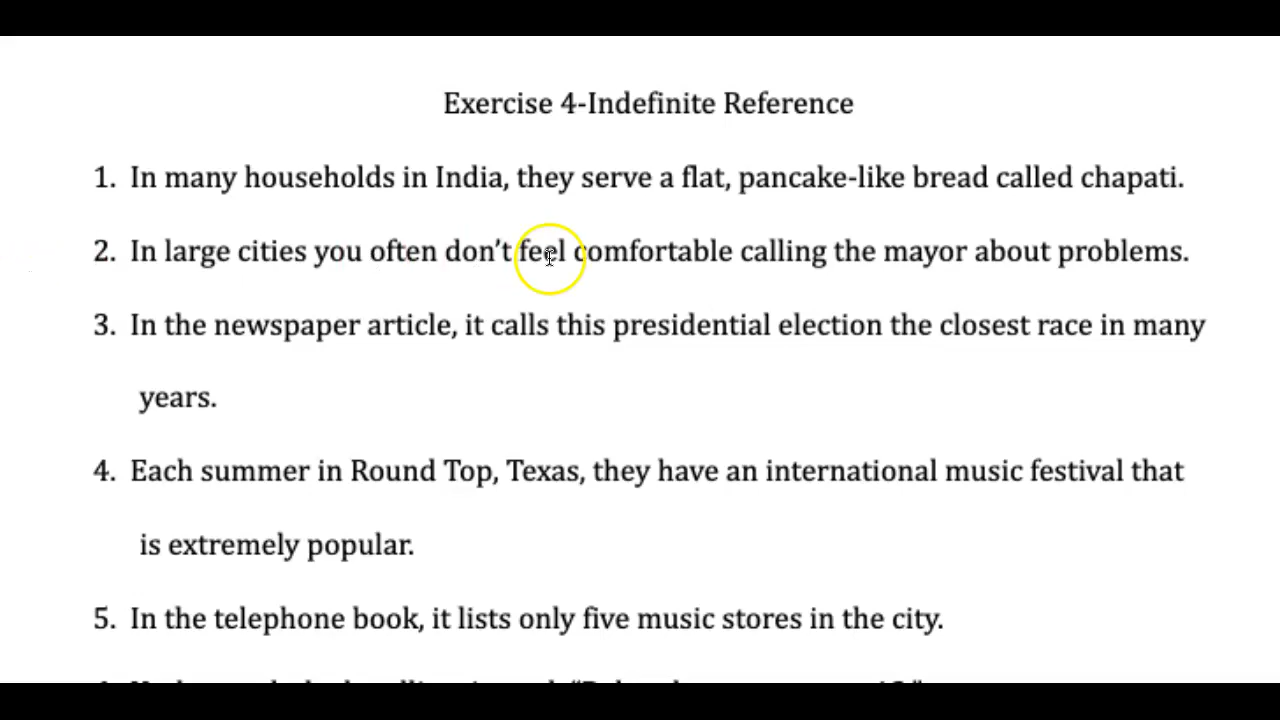 Exercise 4-Indefinite Reference
1. In many households in India, they serve a flat, pancake-like bread called chapati.
2. In large cities you often don’t feel comfortable calling the mayor about problems.
3. In the newspaper article, it calls this presidential election the closest race in many
years.
4. Each summer in Round Top, Texas, they have an international music festival that
is extremely popular.
5. In the telephone book, it lists only five music stores in the city.